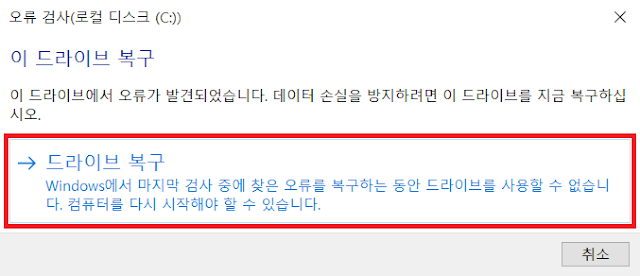 오류 검사(로컬 디스크 (C:))
이 드라이브 복구
이 드라이브에서 오류가 발견되었습니다. 데이터 손실을 방지하려면 이 드라이브를 지금 복구하십
시오.
드라이브 복구
Windows에서 마지막 검사 중에 찾은 오류를 복구하는 동안 드라이브를 사용할 수 없습니
다. 컴퓨터를 다시 시작해야 할 수 있습니다.
취소